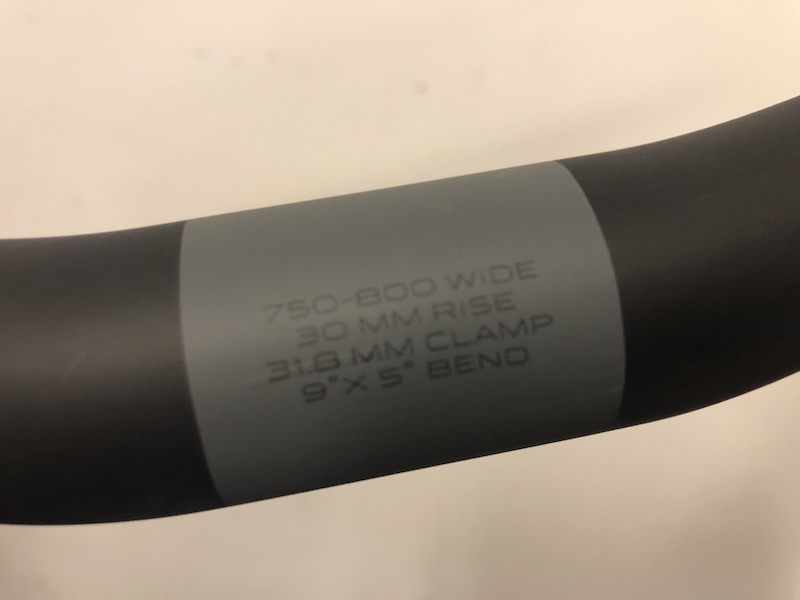 750-800 WIDE
30 MM RISE
31.8 MM CLAMP
9° X 5° BEND